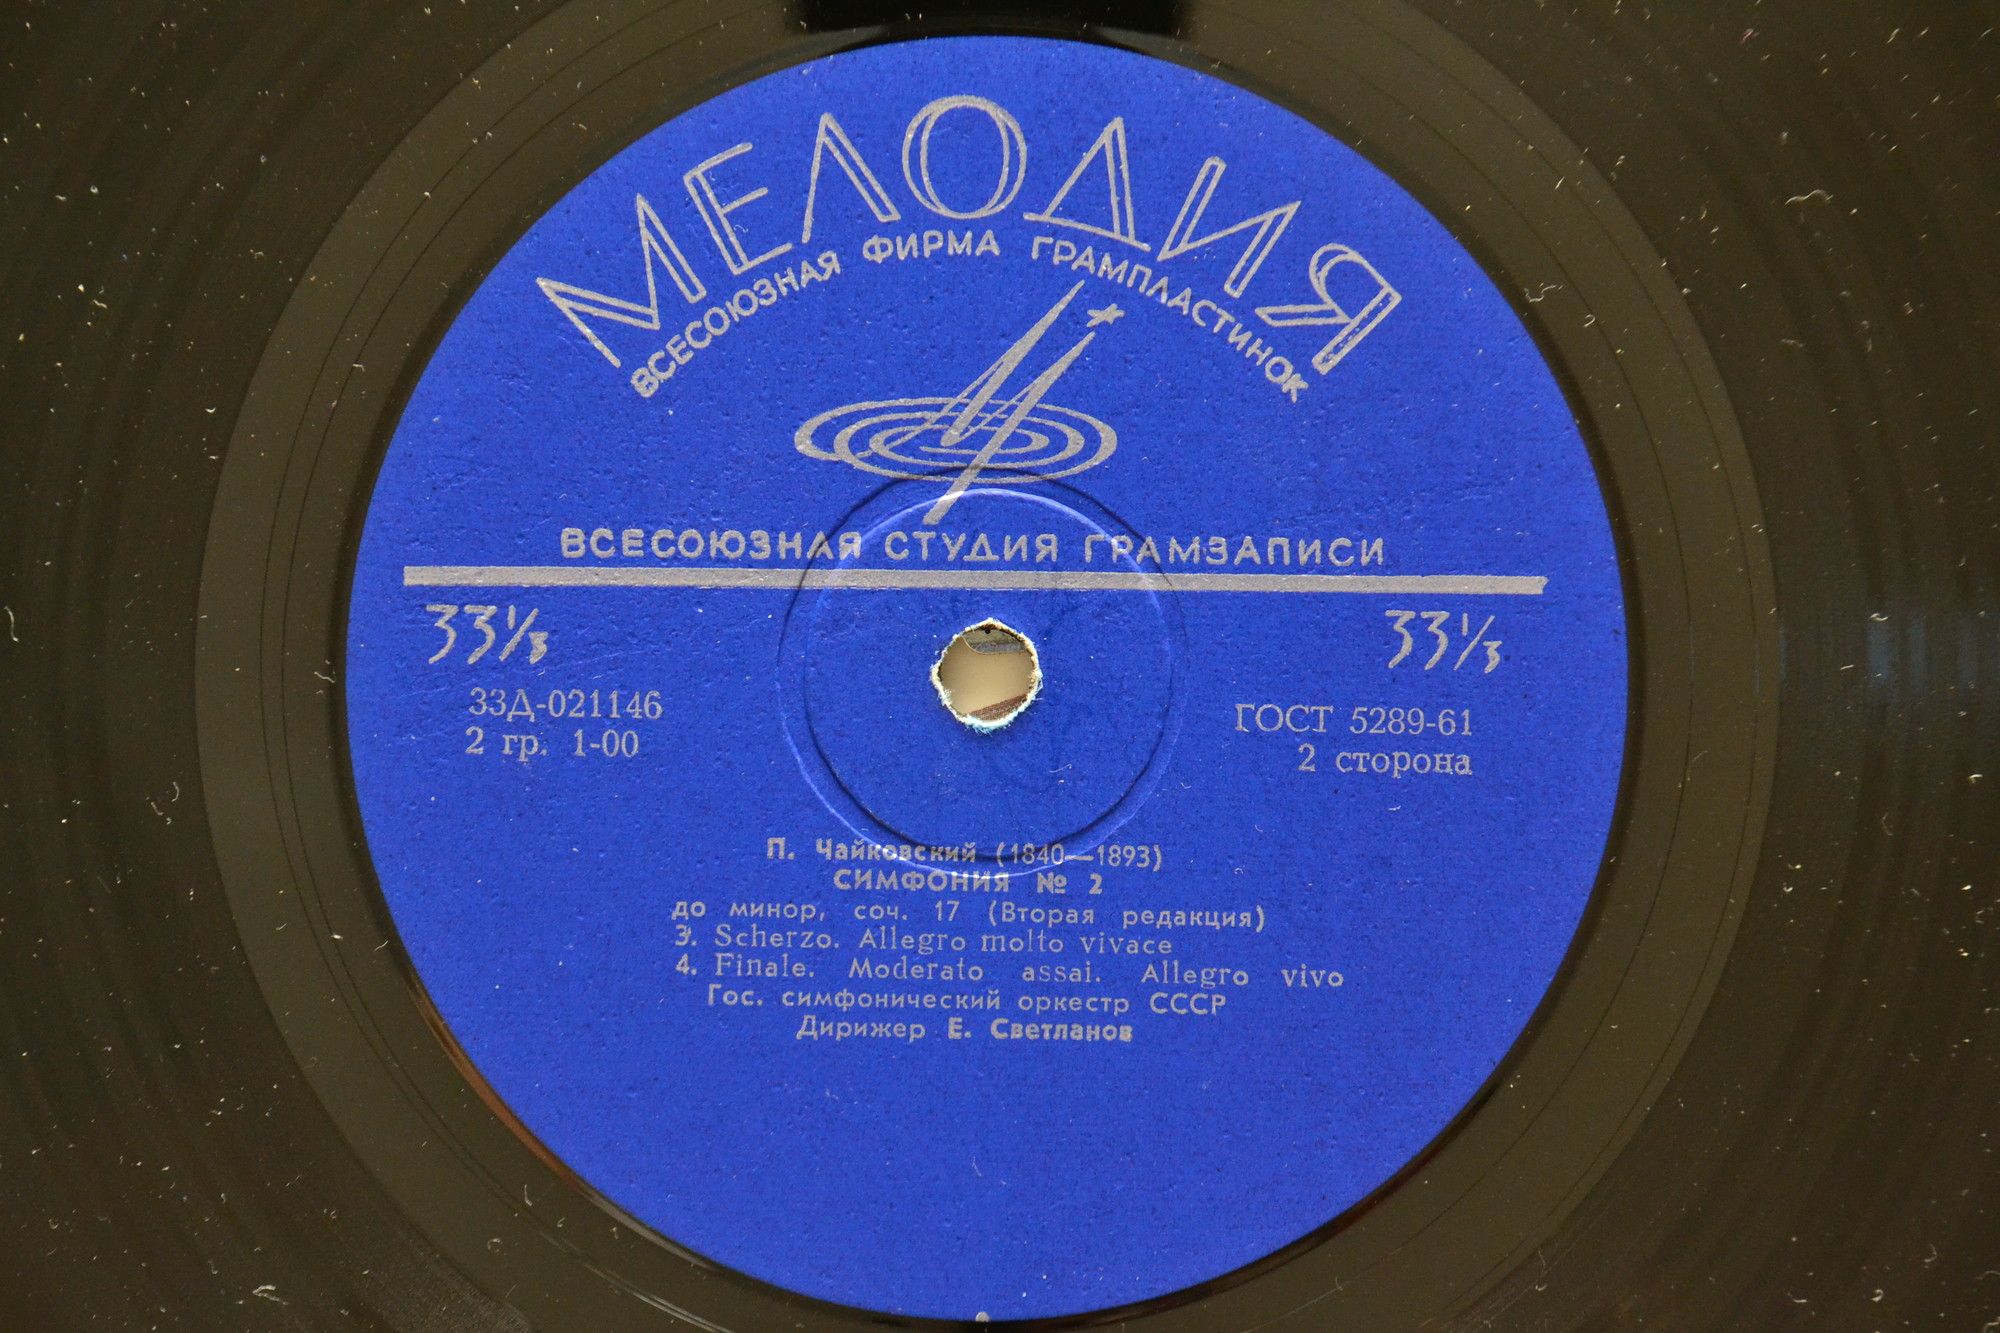 МЕЛОДИЯ
ВСЕСОЮЗНАЯ ФИРМА ГРАМПЛАСТИНОК
ВСЕСОЮЗНАЯ СТУДИЯ ГРАМЗАПИСИ
33⅓ 33⅓
33Д-021146 ГОСТ 5289-61
2 гр. 1-00 2 сторона
П. Чайковский (1840—1893)
СИМФОНИЯ № 2
до минор, соч. 17 (Вторая редакция)
3. Scherzo. Allegro molto vivace
4. Finale. Moderato assai. Allegro vivo
Гос. симфонический оркестр СССР
Дирижер Е. Светланов